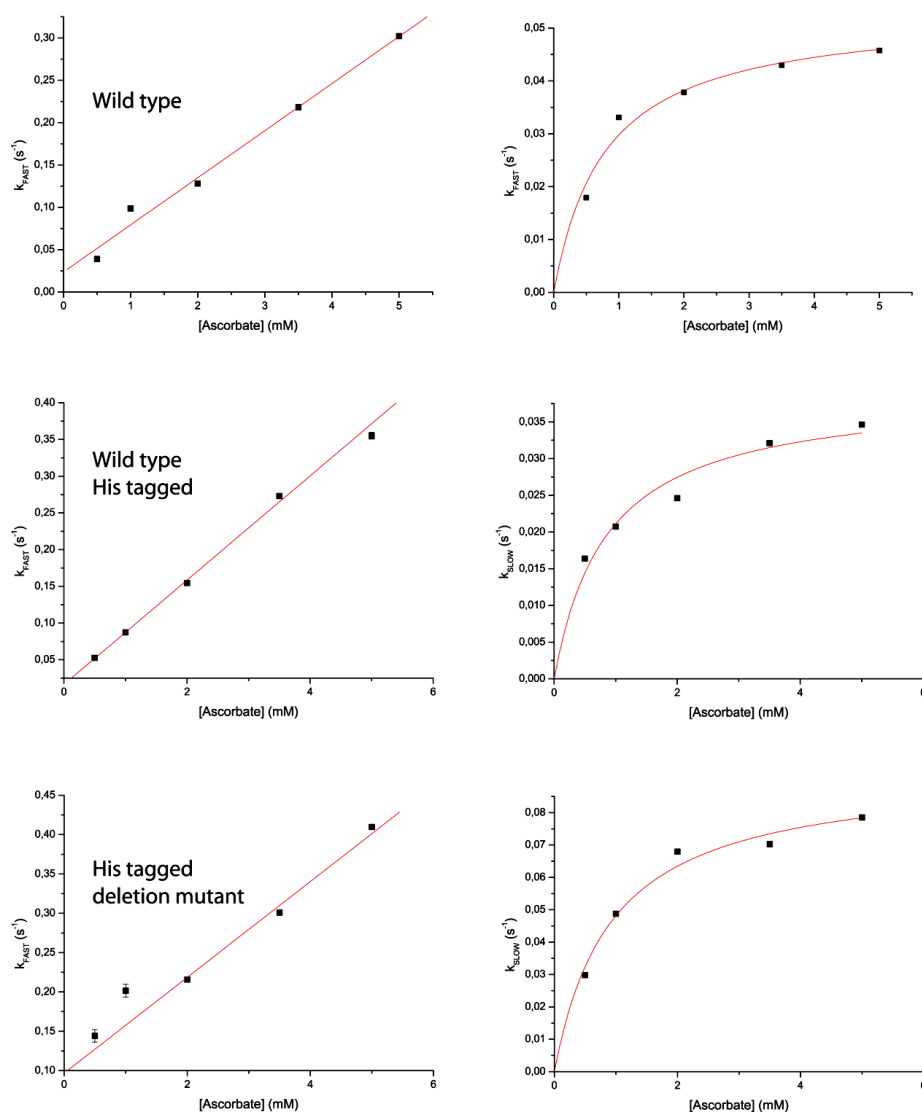 0,30
0,25
0,20
0,15
0,10
0,05
0,00
k_FAST (s⁻¹)
Wild type
0 1 2 3 4 5
[Ascorbate] (mM)
0,05
0,04
0,03
0,02
0,01
0,00
k_FAST (s⁻¹)
0 1 2 3 4 5
[Ascorbate] (mM)
0,40
0,35
0,30
0,25
0,20
0,15
0,10
0,05
k_FAST (s⁻¹)
Wild type
His tagged
0 2 4 6
[Ascorbate] (mM)
0,035
0,030
0,025
0,020
0,015
0,010
0,005
0,000
k_SLOW (s⁻¹)
0 2 4 6
[Ascorbate] (mM)
0,45
0,40
0,35
0,30
0,25
0,20
0,15
0,10
k_FAST (s⁻¹)
His tagged
deletion mutant
0 2 4 6
[Ascorbate] (mM)
0,08
0,07
0,06
0,05
0,04
0,03
0,02
0,01
0,00
k_SLOW (s⁻¹)
0 2 4 6
[Ascorbate] (mM)